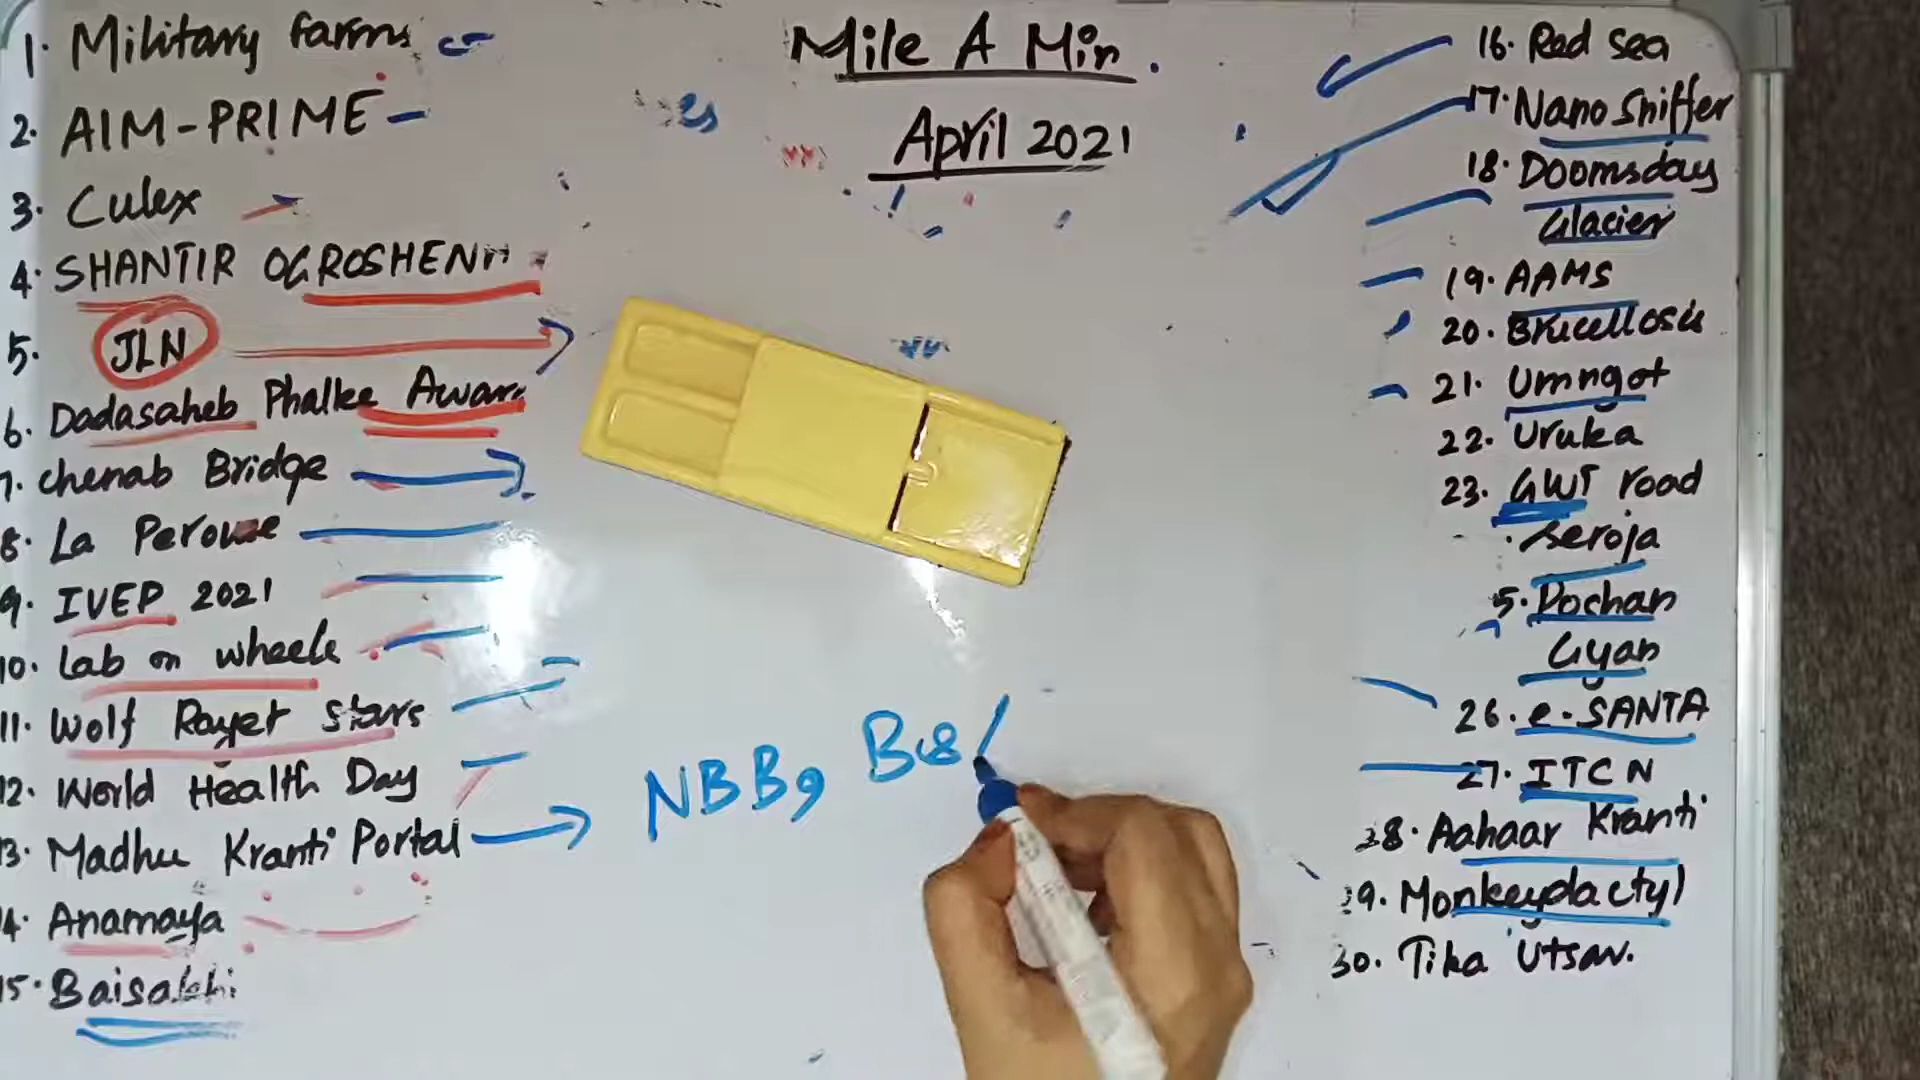 Mile A Min.
April 2021
1. Military farms
2. AIM-PRIME
3. Culex
4. SHANTIR OGROSHENA
5. JLN
6. Dadasaheb Phalke Award
7. Chenab Bridge
8. La Perouse
9. IVEP 2021
10. Lab on wheels
11. Wolf Rayet Stars
12. World Health Day
13. Madhu Kranti Portal → NBB,
14. Anamaya
15. Baisakhi
16. Red Sea
17. Nano Sniffer
18. Doomsday
Glacier
19. AAMS
20. Brucellosis
21. Umngot
22. Uruka
23. GWT road
. Seroja
5. Poshan
Gyan
26. e-SANTA
27. ITCN
28. Aahaar Kranti
29. Monkeydactyl
30. Tika Utsav.